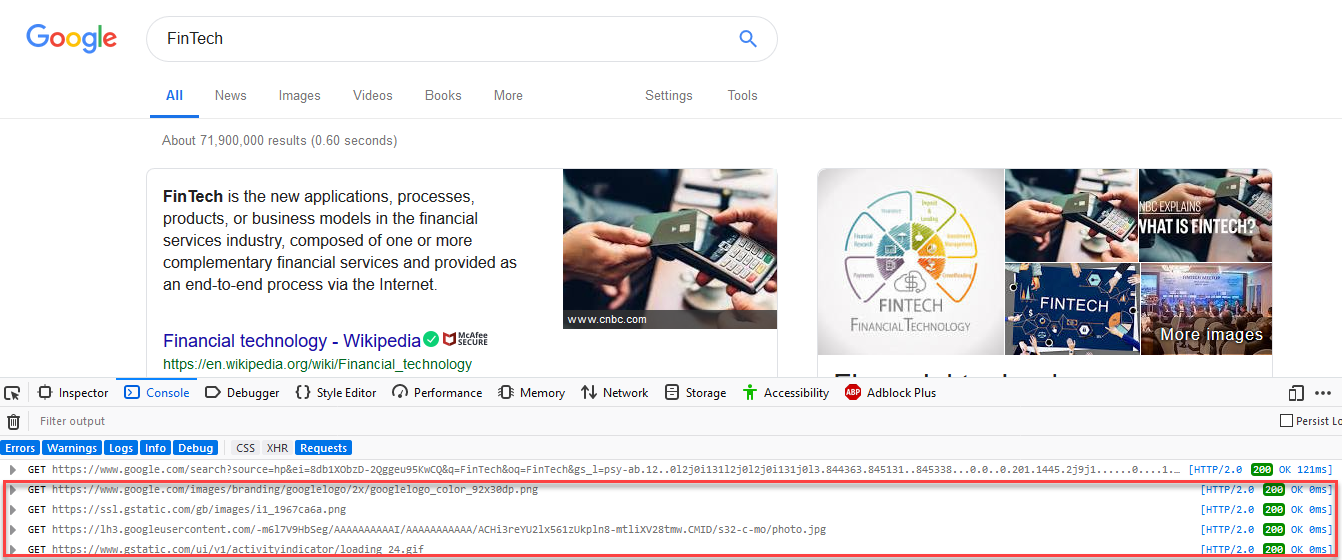 Google
FinTech
All News Images Videos Books More Settings Tools
About 71,900,000 results (0.60 seconds)
FinTech is the new applications, processes,
products, or business models in the financial
services industry, composed of one or more
complementary financial services and provided as
an end-to-end process via the Internet.
www.cnbc.com
Financial technology - Wikipedia McAfee SECURE
https://en.wikipedia.org/wiki/Financial_technology
Payments
FINTECH
FINANCIALTECHNOLOGY
CNBC EXPLAINS
WHAT IS FINTECH?
FINTECH
More images
Inspector Console Debugger Style Editor Performance Memory Network Storage Accessibility ABP Adblock Plus
Filter output Persist Lo
Errors Warnings Logs Info Debug CSS XHR Requests
GET https://www.google.com/search?source=hp&ei=8db1XObzD-2Qggeu95KwCQ&q=FinTech&oq=FinTech&gs_l=psy-ab.12..0l2j0i131l2j0l2j0i131j0l3.844363.845131..845338...0.0..0.201.1445.2j9j1......0....1.… [HTTP/2.0 200 OK 121ms]
GET https://www.google.com/images/branding/googlelogo/2x/googlelogo_color_92x30dp.png [HTTP/2.0 200 OK 0ms]
GET https://ssl.gstatic.com/gb/images/i1_1967ca6a.png [HTTP/2.0 200 OK 0ms]
GET https://lh3.googleusercontent.com/-m6l7V9HbSeg/AAAAAAAAAAI/AAAAAAAAAAA/ACHi3reYU2lx561zUkpln8-mtliXV28tmw.CMID/s32-c-mo/photo.jpg [HTTP/2.0 200 OK 0ms]
GET https://www.gstatic.com/ui/v1/activityindicator/loading_24.gif [HTTP/2.0 200 OK 0ms]